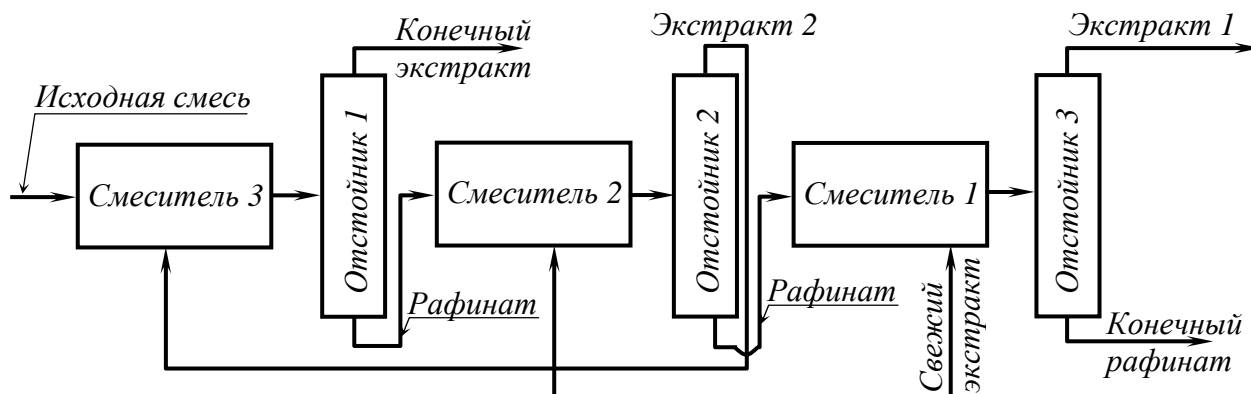 Конечный
экстракт
Экстракт 2
Экстракт 1
Исходная смесь
Смеситель 3
Отстойник 1
Смеситель 2
Отстойник 2
Смеситель 1
Отстойник 3
Рафинат
Рафинат
Свежий
экстракт
Конечный
рафинат